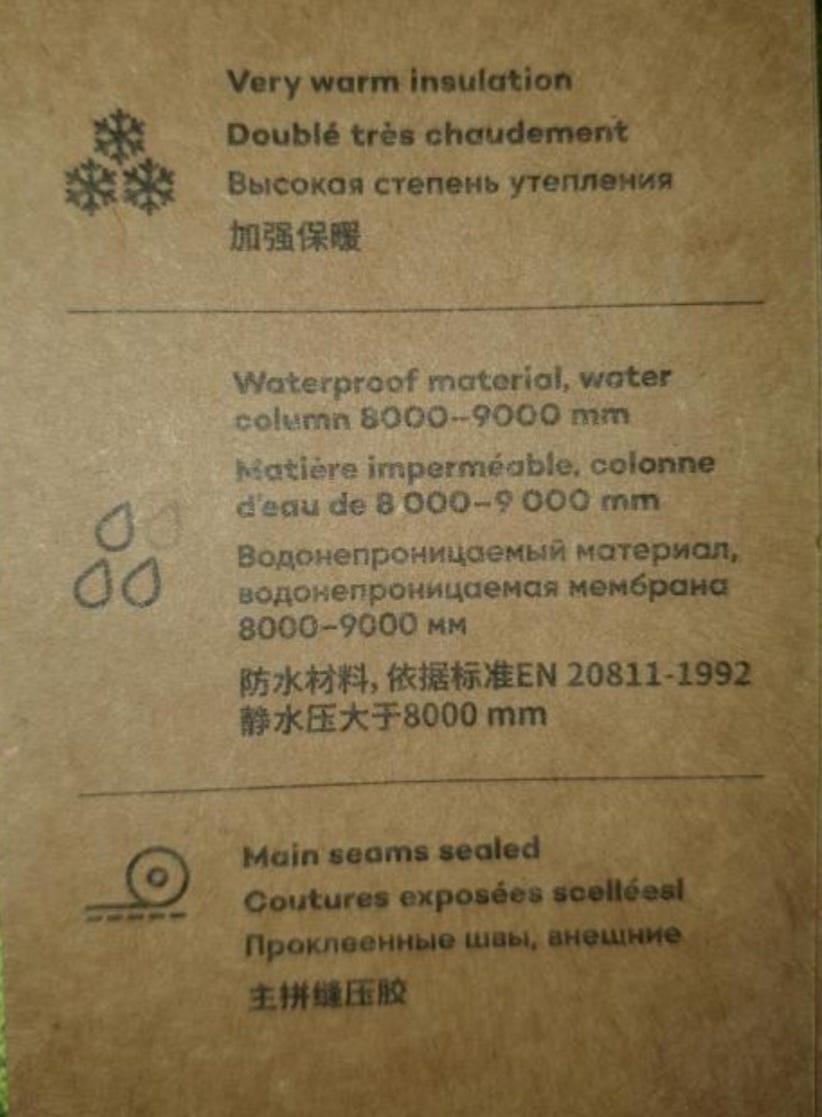 Very warm insulation
Doublé très chaudement
Высокая степень утепления
加强保暖
Waterproof material, water
column 8000–9000 mm
Matière imperméable, colonne
d'eau de 8 000–9 000 mm
Водонепроницаемый материал,
водонепроницаемая мембрана
8000–9000 мм
防水材料, 依据标准EN 20811-1992
静水压大于8000 mm
Main seams sealed
Coutures exposées scelléesl
Проклеенные швы, внешние
主拼缝压胶